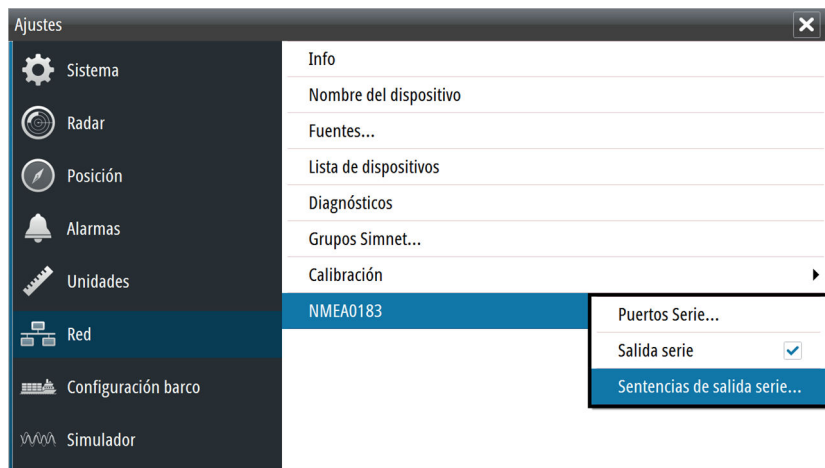 Ajustes
Sistema
Radar
Posición
Alarmas
Unidades
Red
Configuración barco
Simulador
Info
Nombre del dispositivo
Fuentes...
Lista de dispositivos
Diagnósticos
Grupos Simnet...
Calibración
NMEA0183
Puertos Serie...
Salida serie
Sentencias de salida serie...